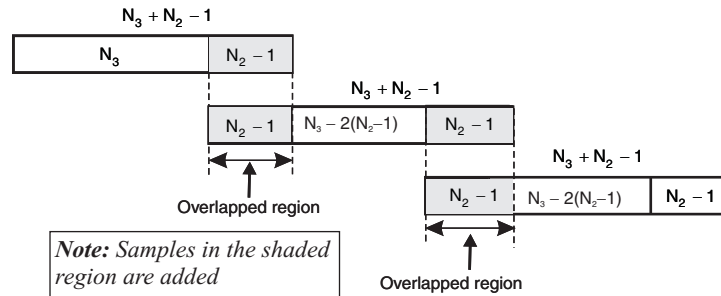 N₃ + N₂ − 1
N₃
N₂ − 1
N₃ + N₂ − 1
N₂ − 1
N₃ − 2(N₂−1)
N₂ − 1
N₃ + N₂ − 1
Overlapped region
N₂ − 1
N₃ − 2(N₂−1)
N₂ − 1
Note: Samples in the shaded
region are added
Overlapped region